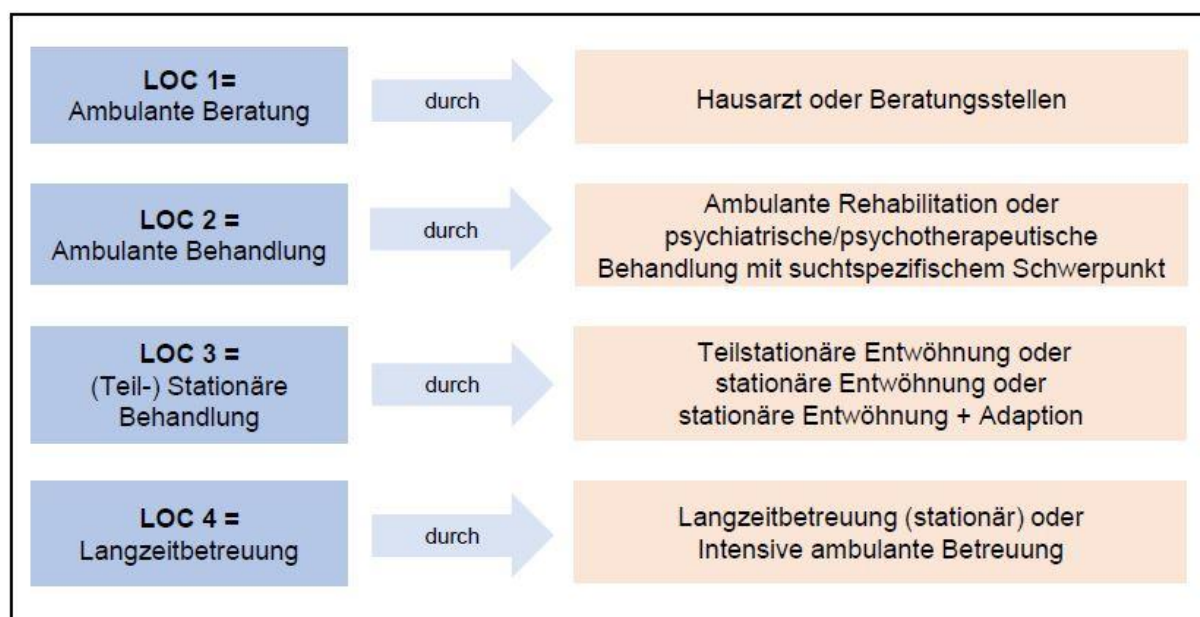 LOC 1=
Ambulante Beratung
durch
Hausarzt oder Beratungsstellen
LOC 2 =
Ambulante Behandlung
durch
Ambulante Rehabilitation oder
psychiatrische/psychotherapeutische
Behandlung mit suchtspezifischem Schwerpunkt
LOC 3 =
(Teil-) Stationäre
Behandlung
durch
Teilstationäre Entwöhnung oder
stationäre Entwöhnung oder
stationäre Entwöhnung + Adaption
LOC 4 =
Langzeitbetreuung
durch
Langzeitbetreuung (stationär) oder
Intensive ambulante Betreuung